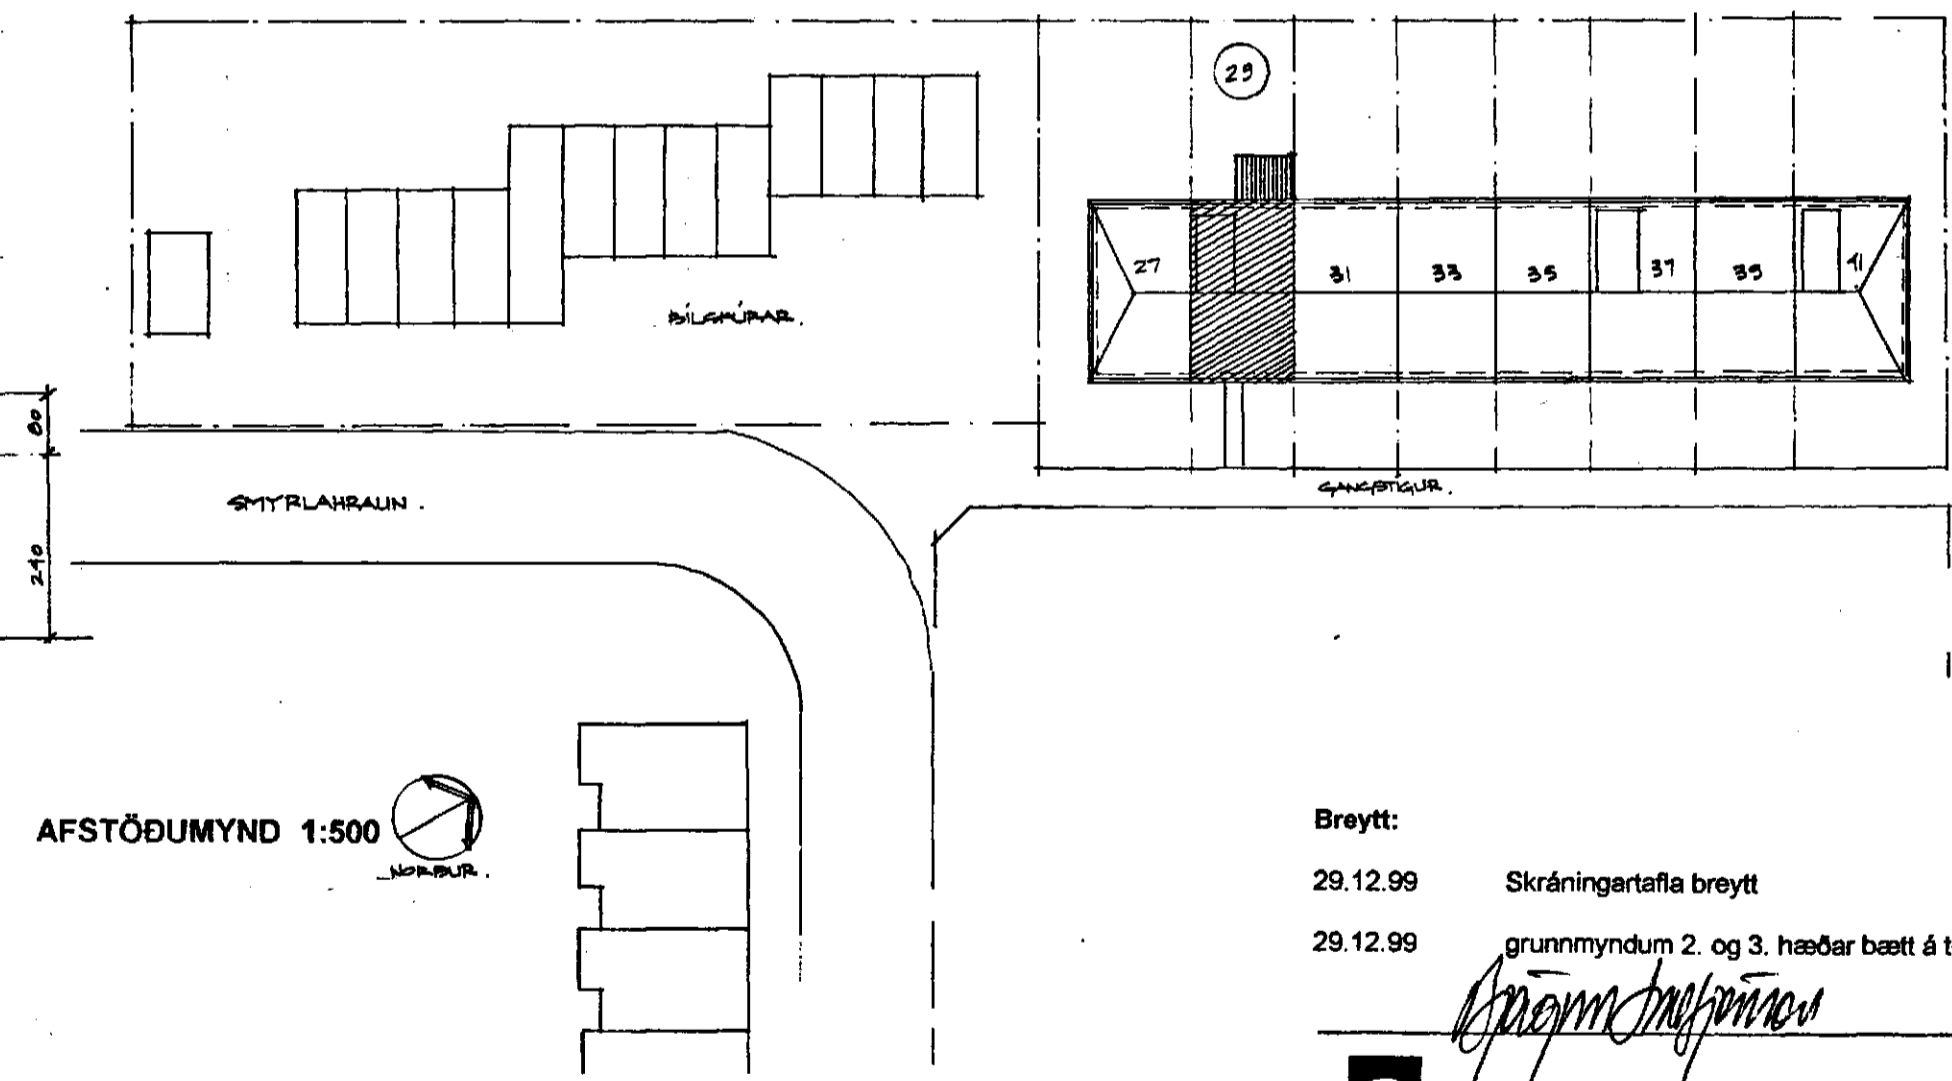 29
27
31
33
35
37
39
41
BÍLSKÚRAR.
60
SMYRLAHRAUN.
GANGSTÍGUR.
240
AFSTÖÐUMYND 1:500
NORÐUR.
Breytt:
29.12.99 Skráningartafla breytt
29.12.99 grunnmyndum 2. og 3. hæðar bætt á t